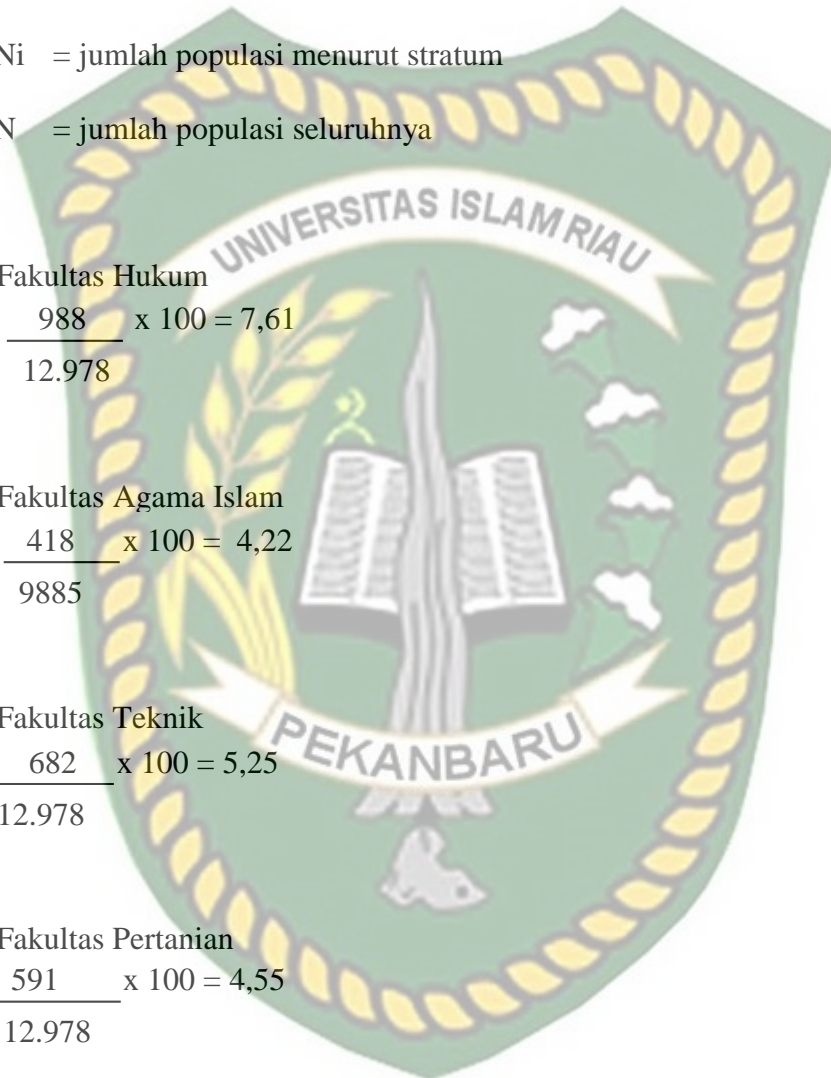 Ni = jumlah populasi menurut stratum
N = jumlah populasi seluruhnya
UNIVERSITAS ISLAM RIAU
Fakultas Hukum
988 x 100 = 7,61
12.978
Fakultas Agama Islam
418 x 100 = 4,22
9885
Fakultas Teknik
682 x 100 = 5,25
12.978
PEKANBARU
Fakultas Pertanian
591 x 100 = 4,55
12.978